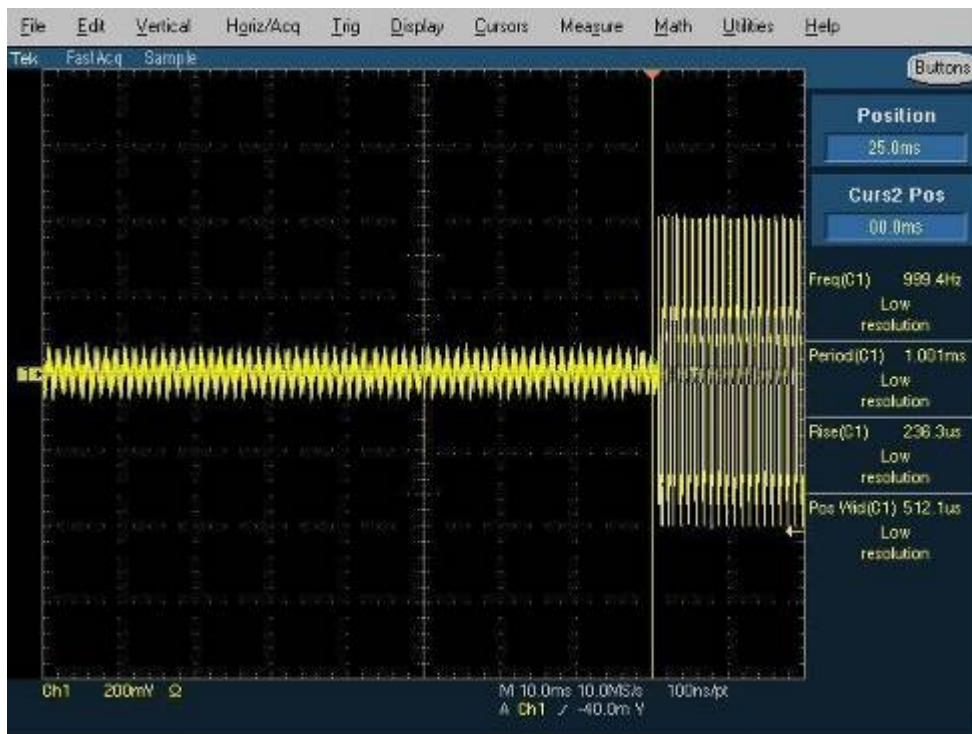 File Edit Vertical Horiz/Acq Trig Display Cursors Measure Math Utilities Help
Tek FastAcq Sample
Buttons
Position
25.0ms
Curs2 Pos
00.0ms
Freq(C1) 999.4Hz
Low
resolution
Period(C1) 1.001ms
Low
resolution
Rise(C1) 236.3us
Low
resolution
Pos Wid(C1) 512.1us
Low
resolution
Ch1 200mV Ω
M 10.0ms 10.0MS/s 100ns/pt
A Ch1 / -40.0m V